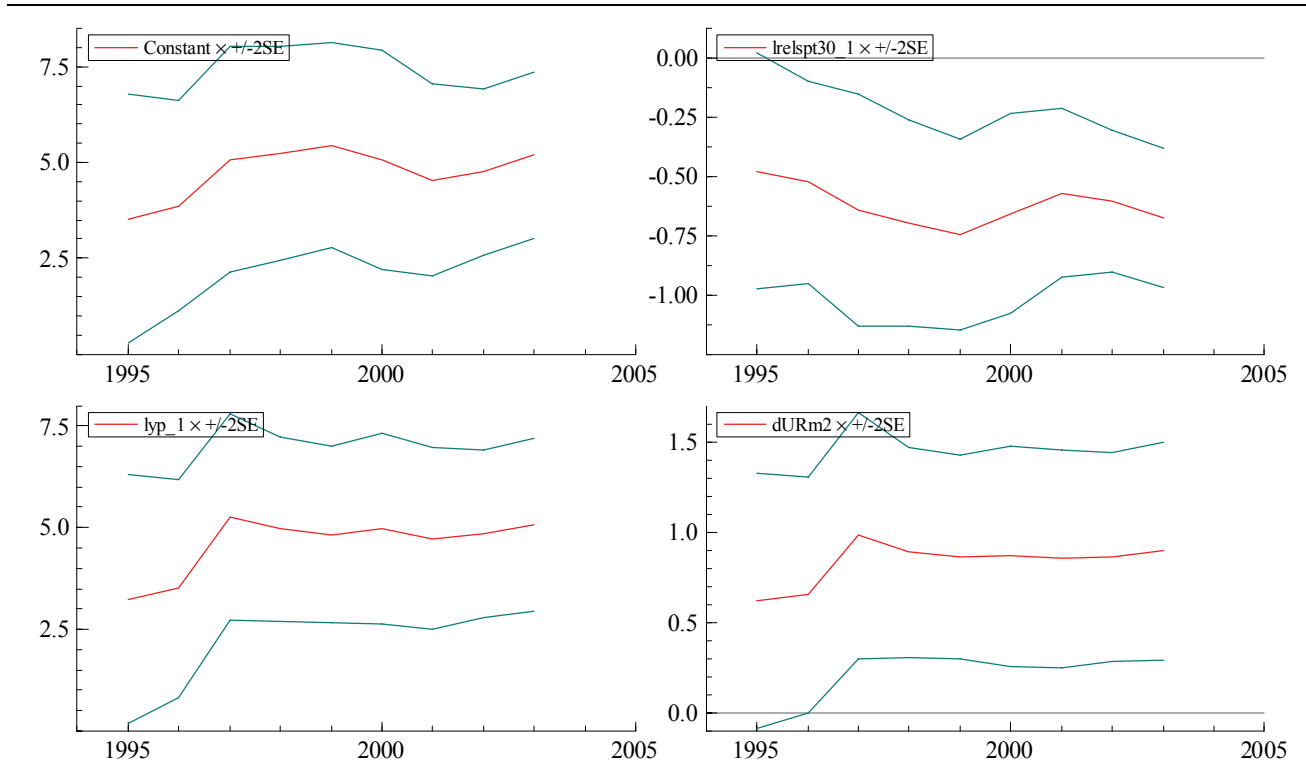 Constant × +/-2SE
7.5
5.0
2.5
1995 2000 2005
lrelspt30_1 × +/-2SE
0.00
-0.25
-0.50
-0.75
-1.00
1995 2000 2005
lyp_1 × +/-2SE
7.5
5.0
2.5
1995 2000 2005
dURm2 × +/-2SE
1.5
1.0
0.5
0.0
1995 2000 2005